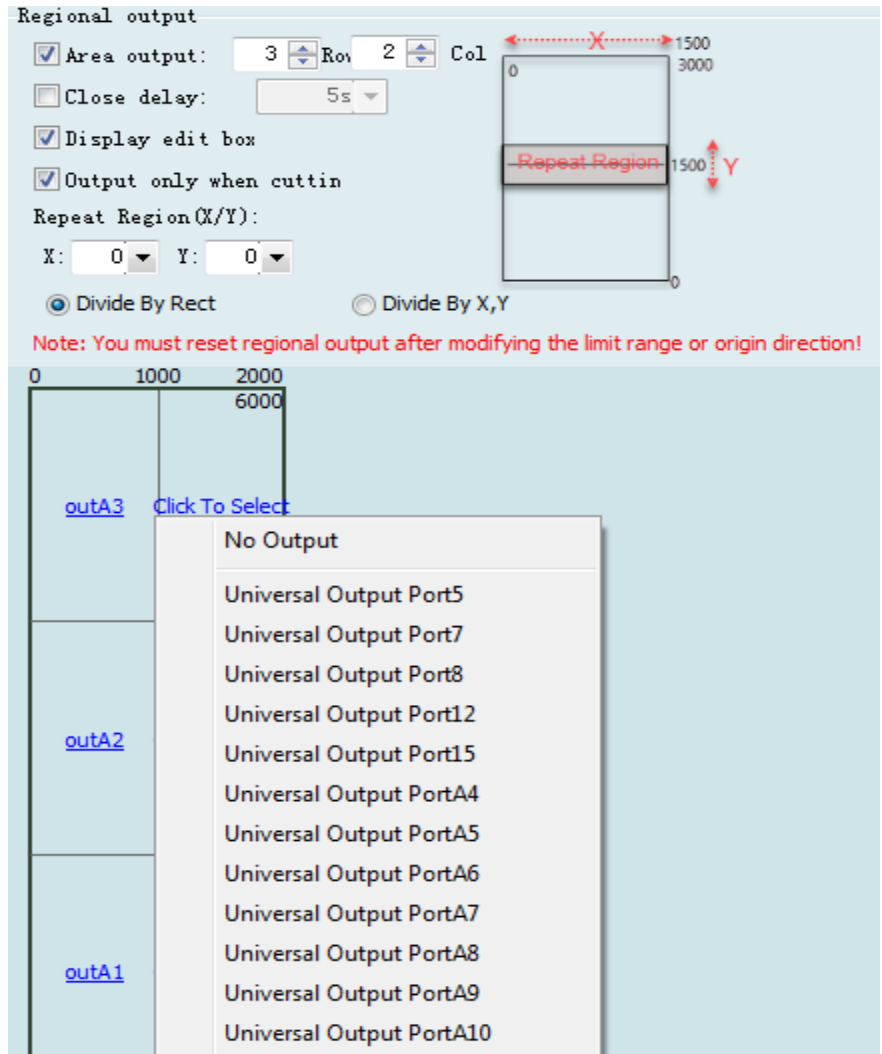 Regional output
Area output: 3 Row 2 Col
Close delay: 5s
Display edit box
Output only when cuttin
Repeat Region(X/Y):
X: 0 Y: 0
Divide By Rect Divide By X,Y
X 1500
0 3000
Repeat Region 1500 Y
0
Note: You must reset regional output after modifying the limit range or origin direction!
0 1000 2000
6000
outA3 Click To Select
No Output
Universal Output Port5
Universal Output Port7
Universal Output Port8
Universal Output Port12
outA2
Universal Output Port15
Universal Output PortA4
Universal Output PortA5
Universal Output PortA6
Universal Output PortA7
Universal Output PortA8
outA1
Universal Output PortA9
Universal Output PortA10